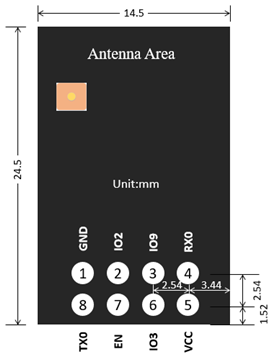 14.5
Antenna Area
24.5
Unit:mm
GND IO2 IO9 RX0
1 2 3 4
2.54 3.44
2.54
8 7 6 5
1.52
TX0 EN IO3 VCC